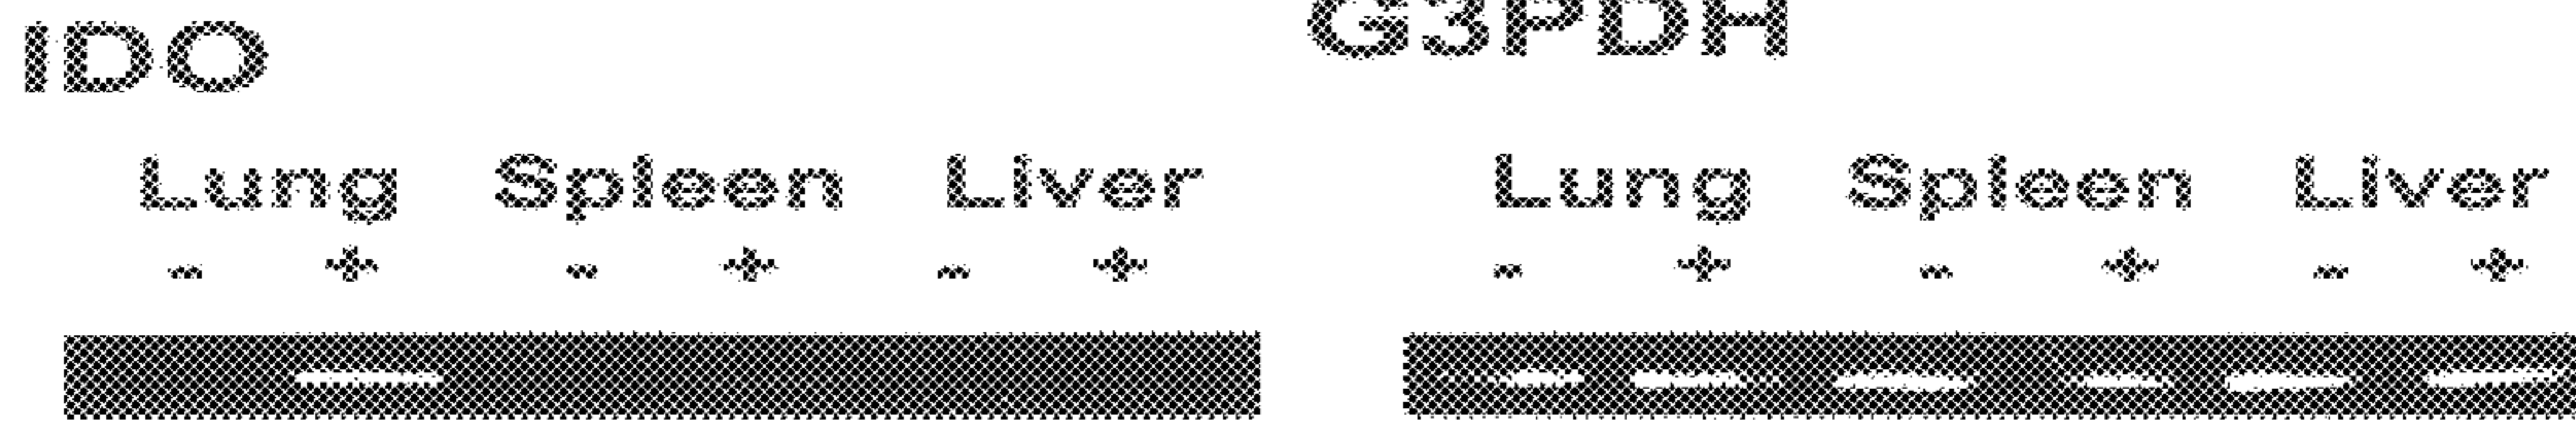 IDO
G3PDH
Lung Spleen Liver
- + - + - +
Lung Spleen Liver
- + - + - +